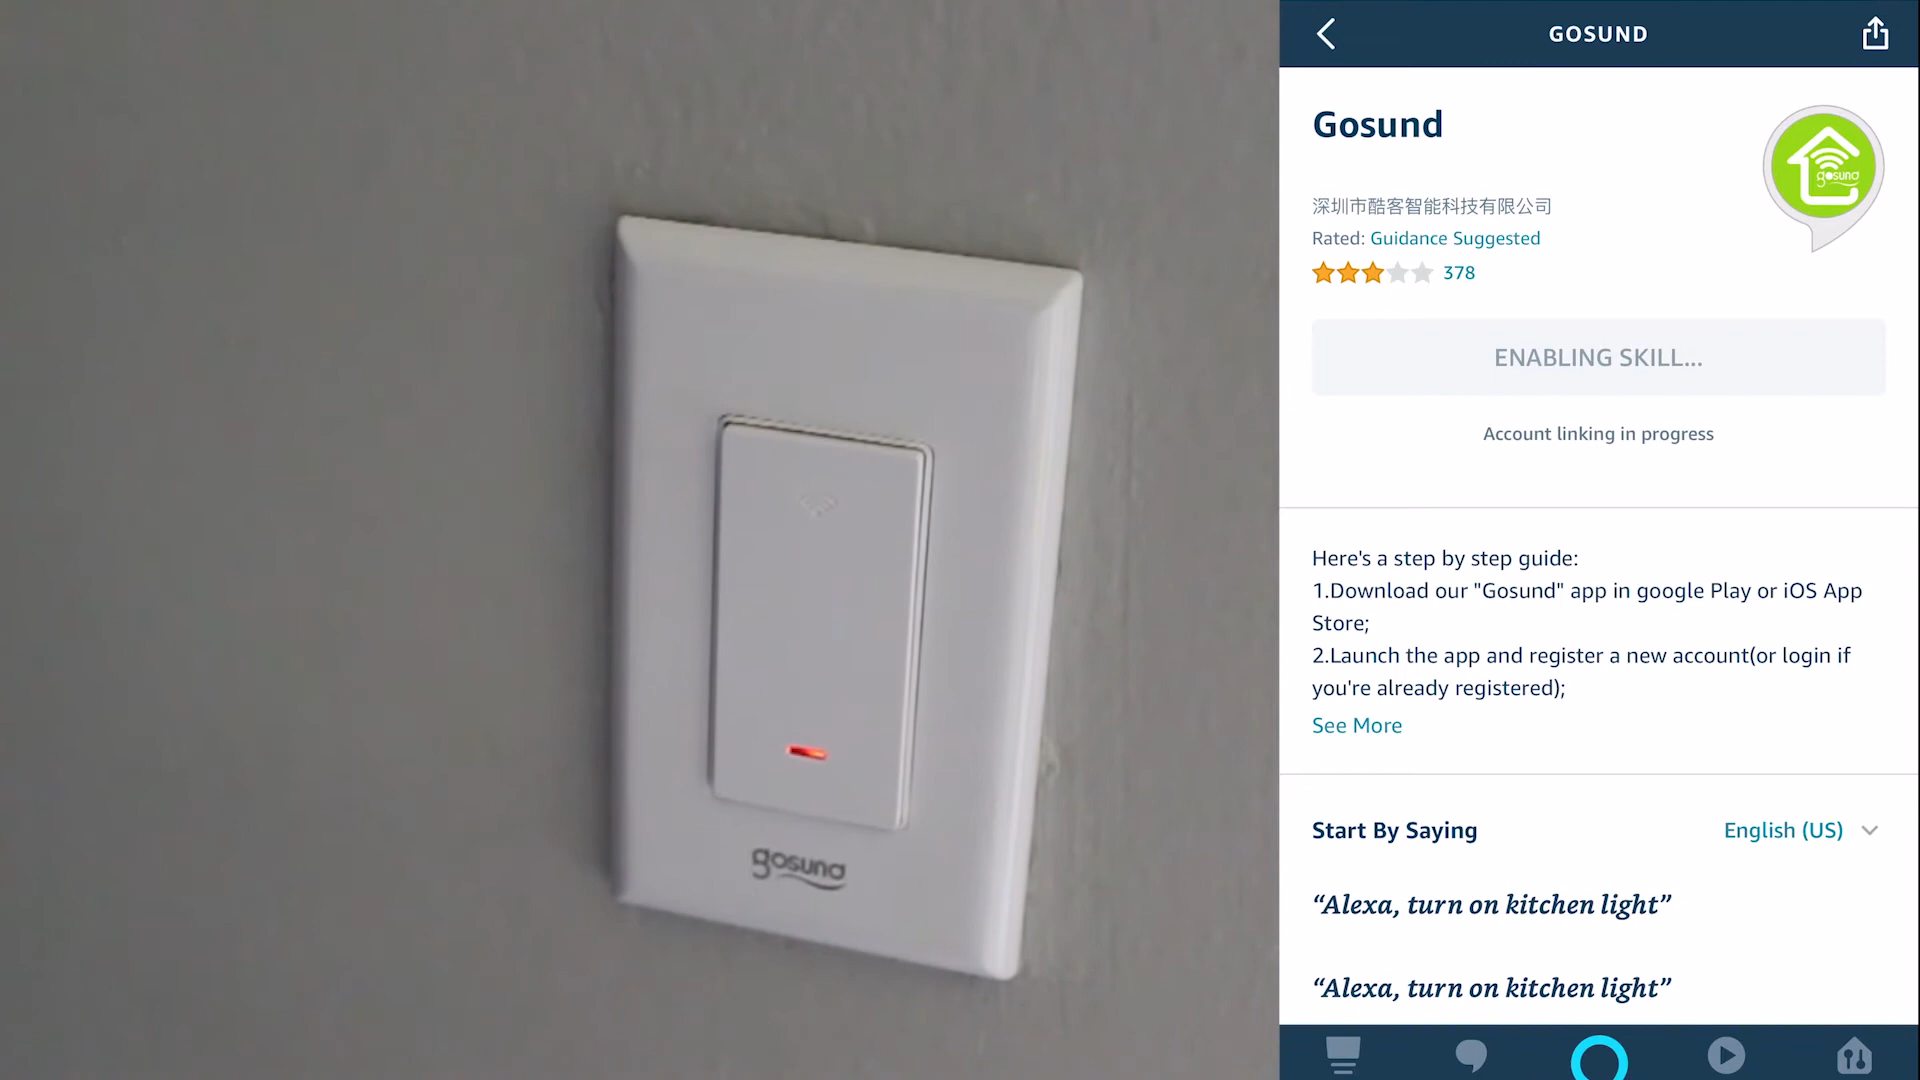 gosund
GOSUND
Gosund
gosund
深圳市酷客智能科技有限公司
Rated: Guidance Suggested
378
ENABLING SKILL...
Account linking in progress
Here's a step by step guide:
1.Download our "Gosund" app in google Play or iOS App
Store;
2.Launch the app and register a new account(or login if
you're already registered);
See More
Start By Saying
English (US)
“Alexa, turn on kitchen light”
“Alexa, turn on kitchen light”